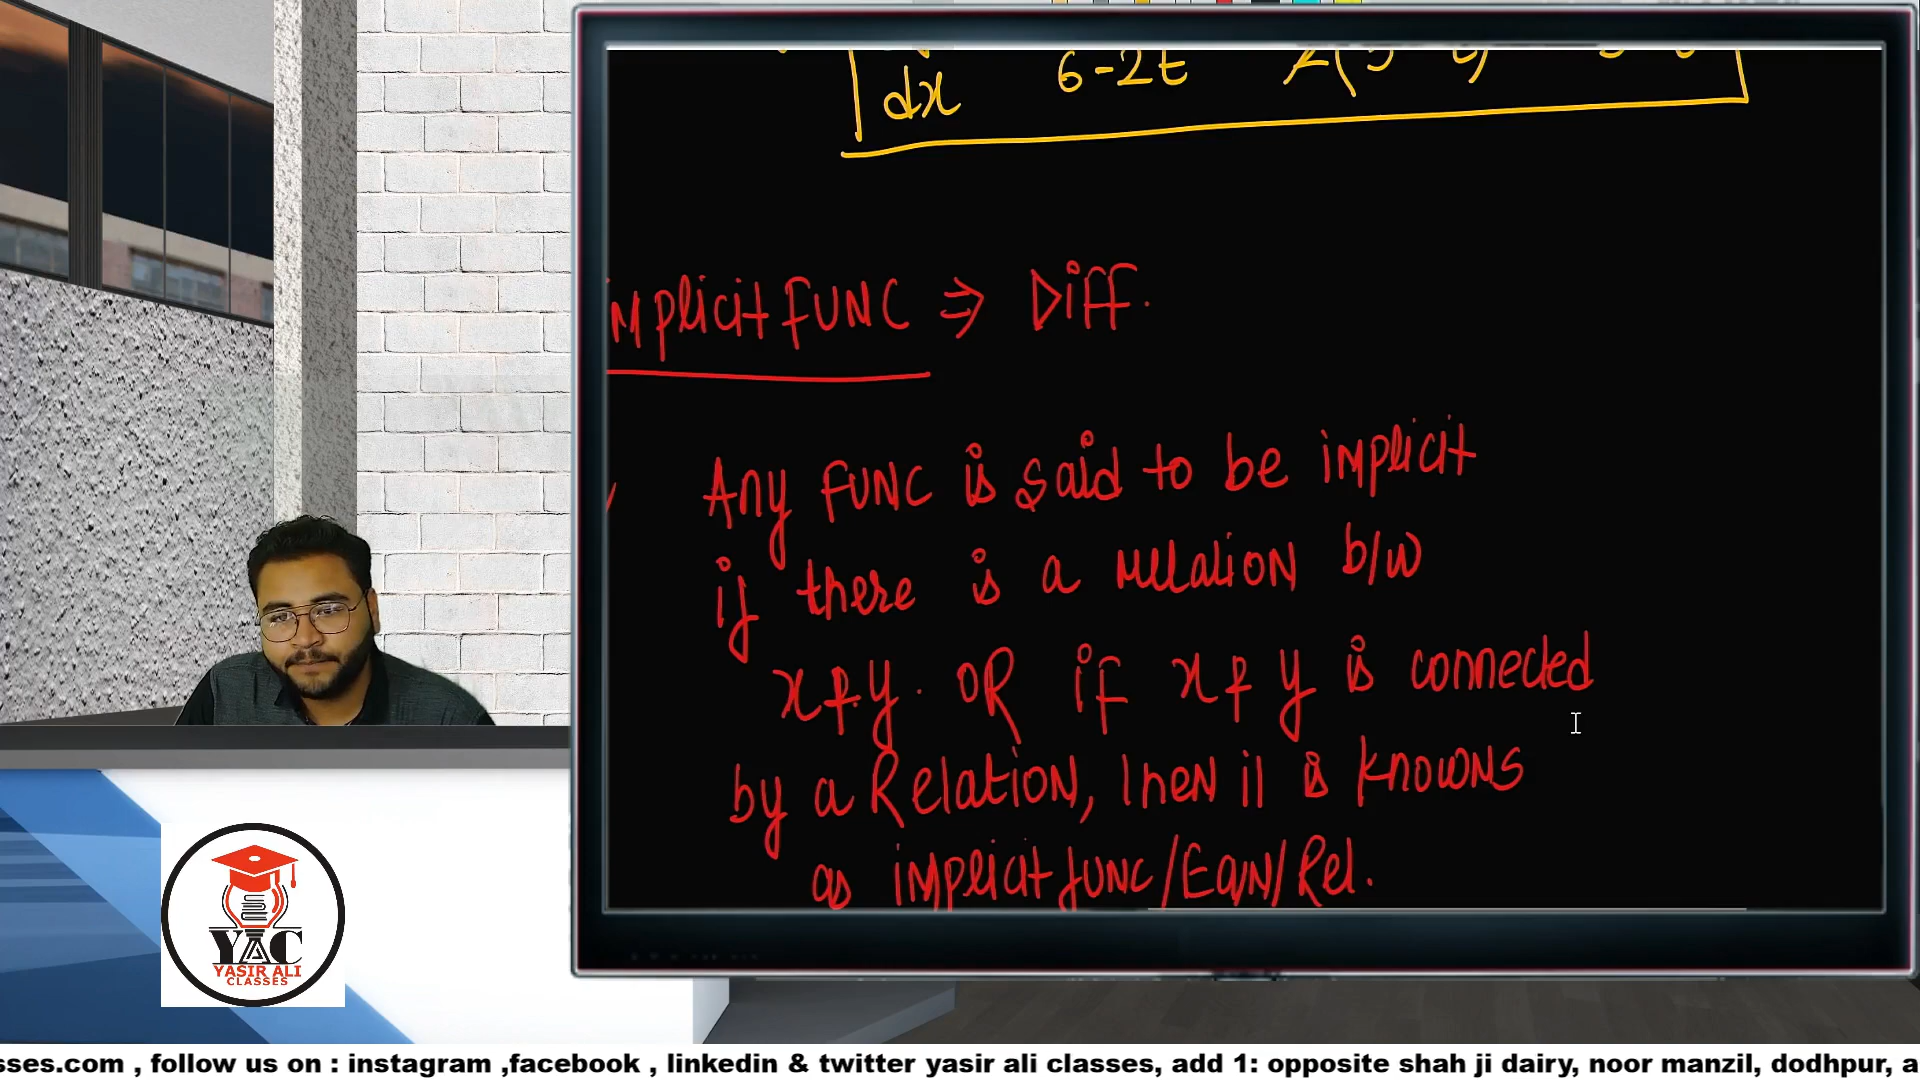 dx 6-2t
IMPlicit FUNC ⇒ Diff.
Any FUNC is said to be implicit
if there is a relation b/w
x & y. OR if x & y is connected
by a Relation, then it is knowns
as implicit func/Eqn/Rel.
YAC
YASIR ALI
CLASSES
sses.com , follow us on : instagram ,facebook , linkedin & twitter yasir ali classes, add 1: opposite shah ji dairy, noor manzil, dodhpur, a